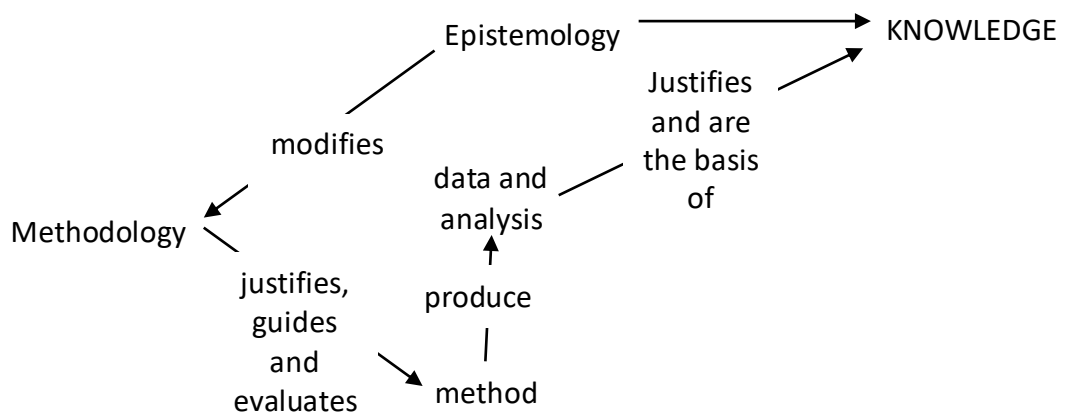 Epistemology
KNOWLEDGE
modifies
Methodology
justifies,
guides
and
evaluates
method
produce
data and
analysis
Justifies
and are
the basis
of